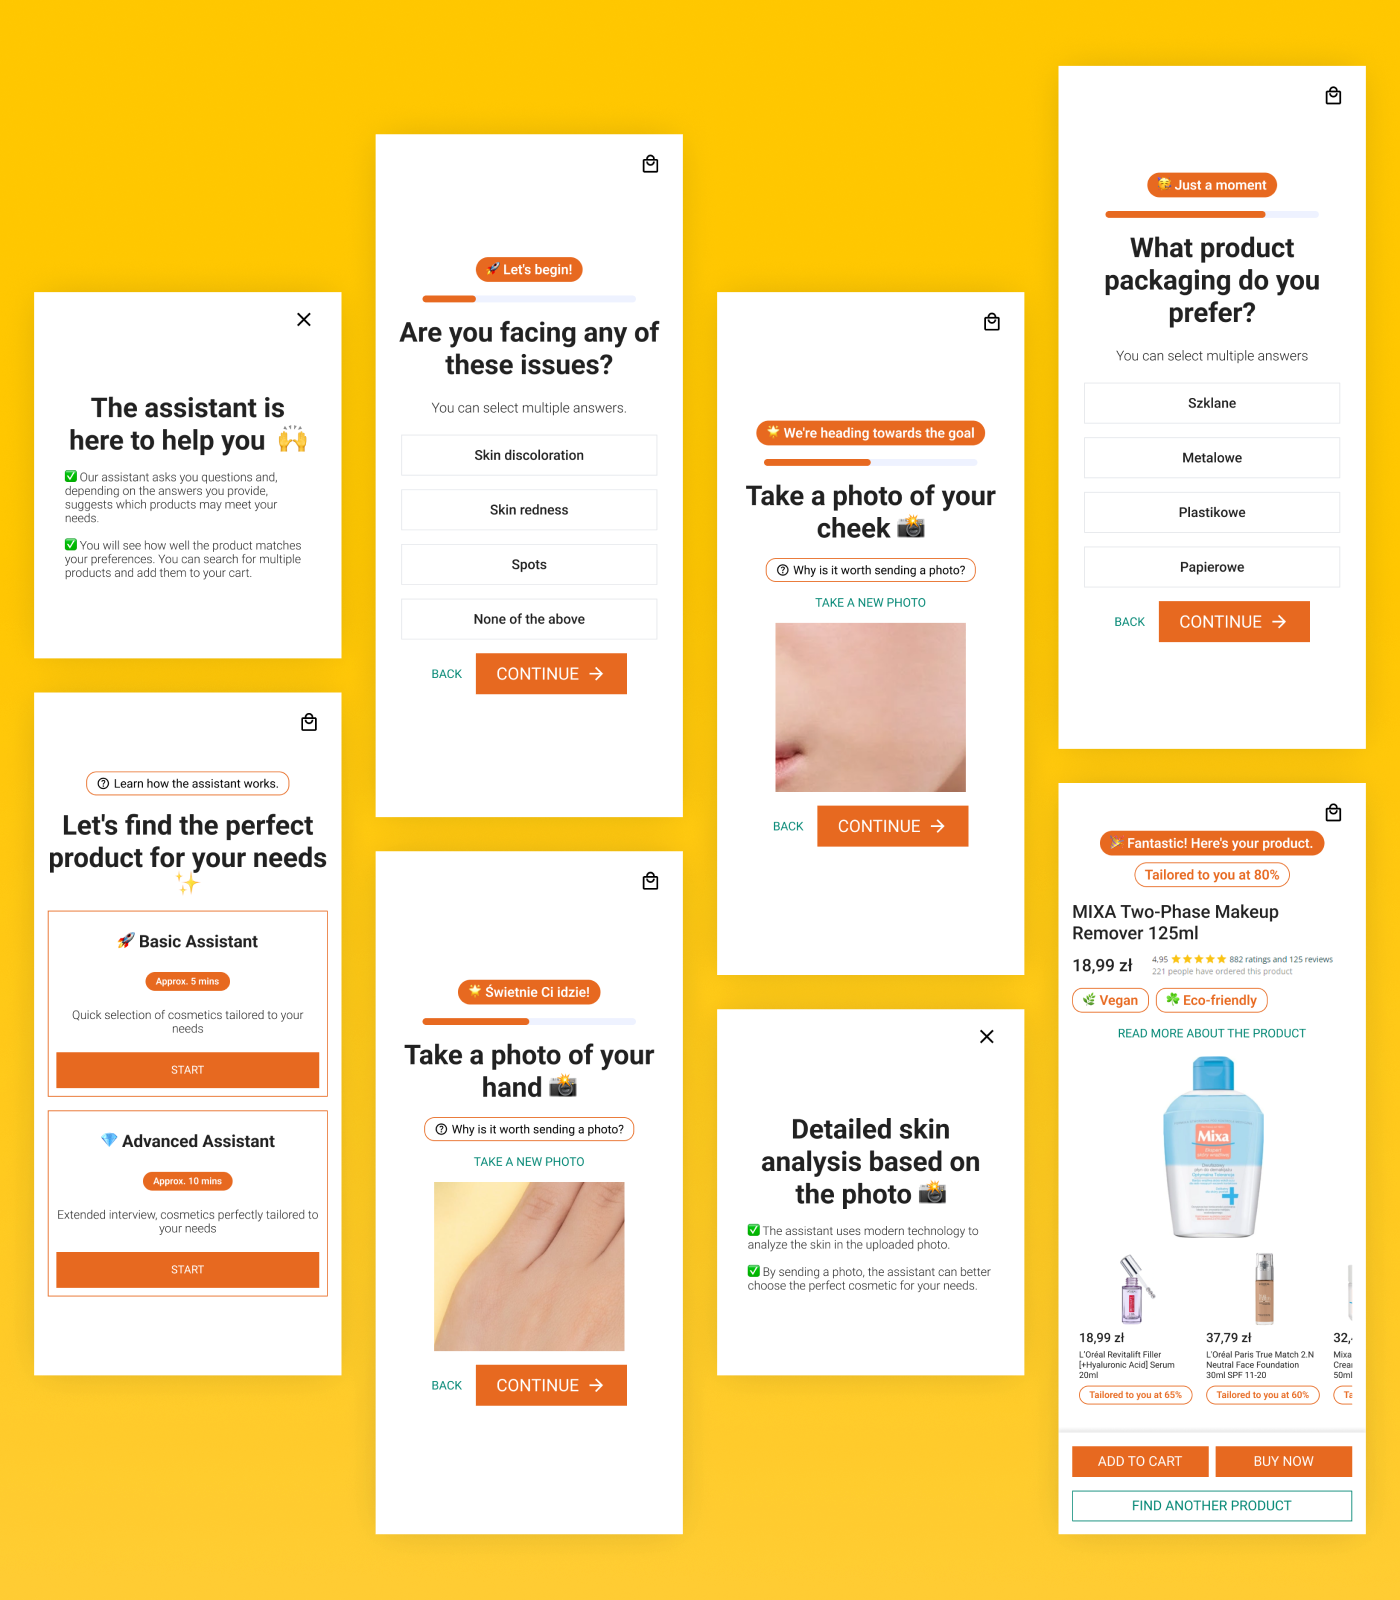 The assistant is
here to help you 🙌
✅ Our assistant asks you questions and,
depending on the answers you provide,
suggests which products may meet your
needs.
✅ You will see how well the product matches
your preferences. You can search for multiple
products and add them to your cart.
Learn how the assistant works.
Let's find the perfect
product for your needs
✨
🚀 Basic Assistant
Approx. 5 mins
Quick selection of cosmetics tailored to your
needs
START
💎 Advanced Assistant
Approx. 10 mins
Extended interview, cosmetics perfectly tailored to
your needs
START
🚀 Let's begin!
Are you facing any of
these issues?
You can select multiple answers.
Skin discoloration
Skin redness
Spots
None of the above
BACK
CONTINUE →
🌟 Świetnie Ci idzie!
Take a photo of your
hand 📸
Why is it worth sending a photo?
TAKE A NEW PHOTO
BACK
CONTINUE →
🌟 We're heading towards the goal
Take a photo of your
cheek 📸
Why is it worth sending a photo?
TAKE A NEW PHOTO
BACK
CONTINUE →
Detailed skin
analysis based on
the photo 📸
✅ The assistant uses modern technology to
analyze the skin in the uploaded photo.
✅ By sending a photo, the assistant can better
choose the perfect cosmetic for your needs.
🥳 Just a moment
What product
packaging do you
prefer?
You can select multiple answers
Szklane
Metalowe
Plastikowe
Papierowe
BACK
CONTINUE →
🎉 Fantastic! Here's your product.
Tailored to you at 80%
MIXA Two-Phase Makeup
Remover 125ml
18,99 zł
4,95 ★★★★★ 882 ratings and 125 reviews
221 people have ordered this product
🌿 Vegan
☘️ Eco-friendly
READ MORE ABOUT THE PRODUCT
Mixa
18,99 zł
L'Oréal Revitalift Filler
[+Hyaluronic Acid] Serum
20ml
Tailored to you at 65%
37,79 zł
L'Oréal Paris True Match 2.N
Neutral Face Foundation
30ml SPF 11-20
Tailored to you at 60%
32,
Mixa
Crea
50ml
Ta
ADD TO CART
BUY NOW
FIND ANOTHER PRODUCT